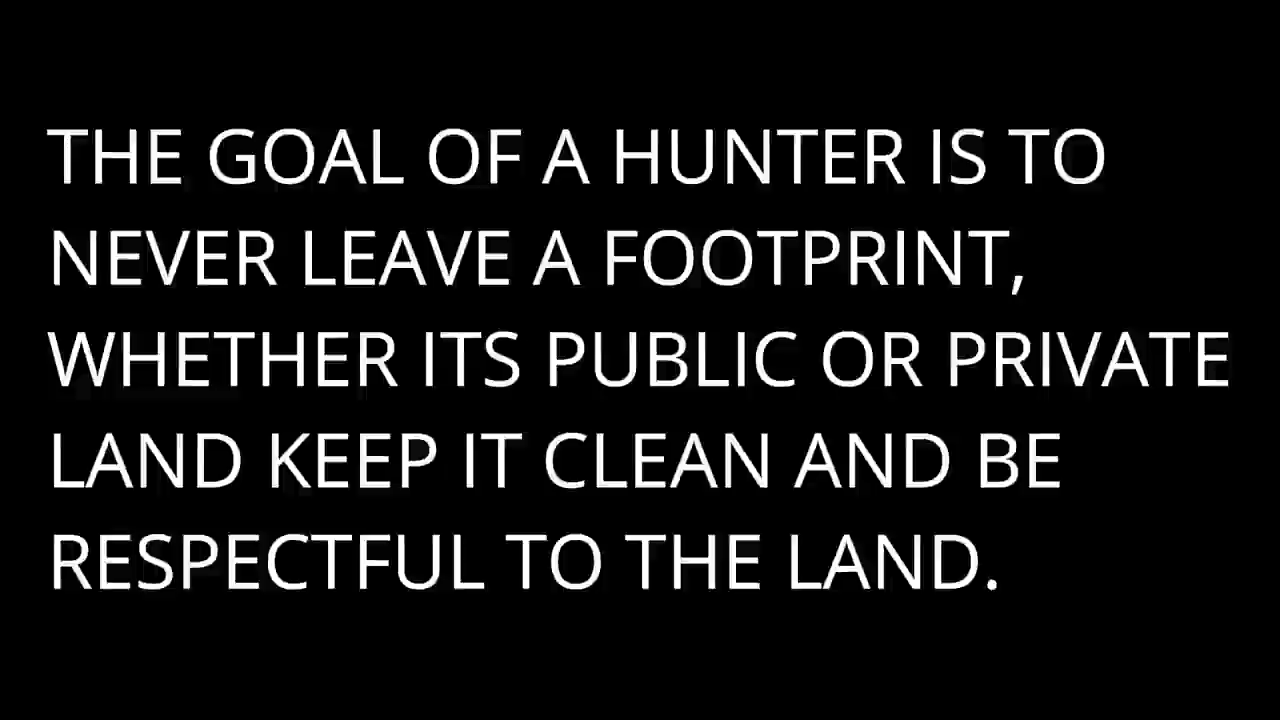 THE GOAL OF A HUNTER IS TO
NEVER LEAVE A FOOTPRINT,
WHETHER ITS PUBLIC OR PRIVATE
LAND KEEP IT CLEAN AND BE
RESPECTFUL TO THE LAND.